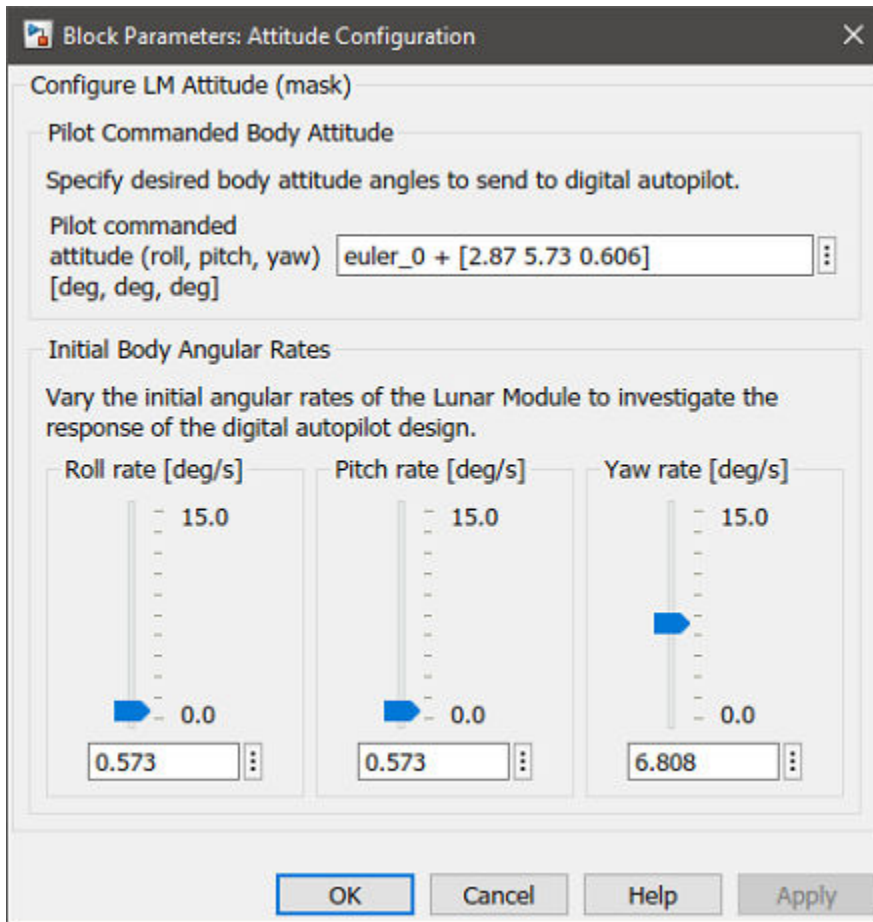 Block Parameters: Attitude Configuration
Configure LM Attitude (mask)
Pilot Commanded Body Attitude
Specify desired body attitude angles to send to digital autopilot.
Pilot commanded
attitude (roll, pitch, yaw)
[deg, deg, deg]
euler_0 + [2.87 5.73 0.606]
Initial Body Angular Rates
Vary the initial angular rates of the Lunar Module to investigate the
response of the digital autopilot design.
Roll rate [deg/s]
15.0
0.0
0.573
Pitch rate [deg/s]
15.0
0.0
0.573
Yaw rate [deg/s]
15.0
0.0
6.808
OK
Cancel
Help
Apply